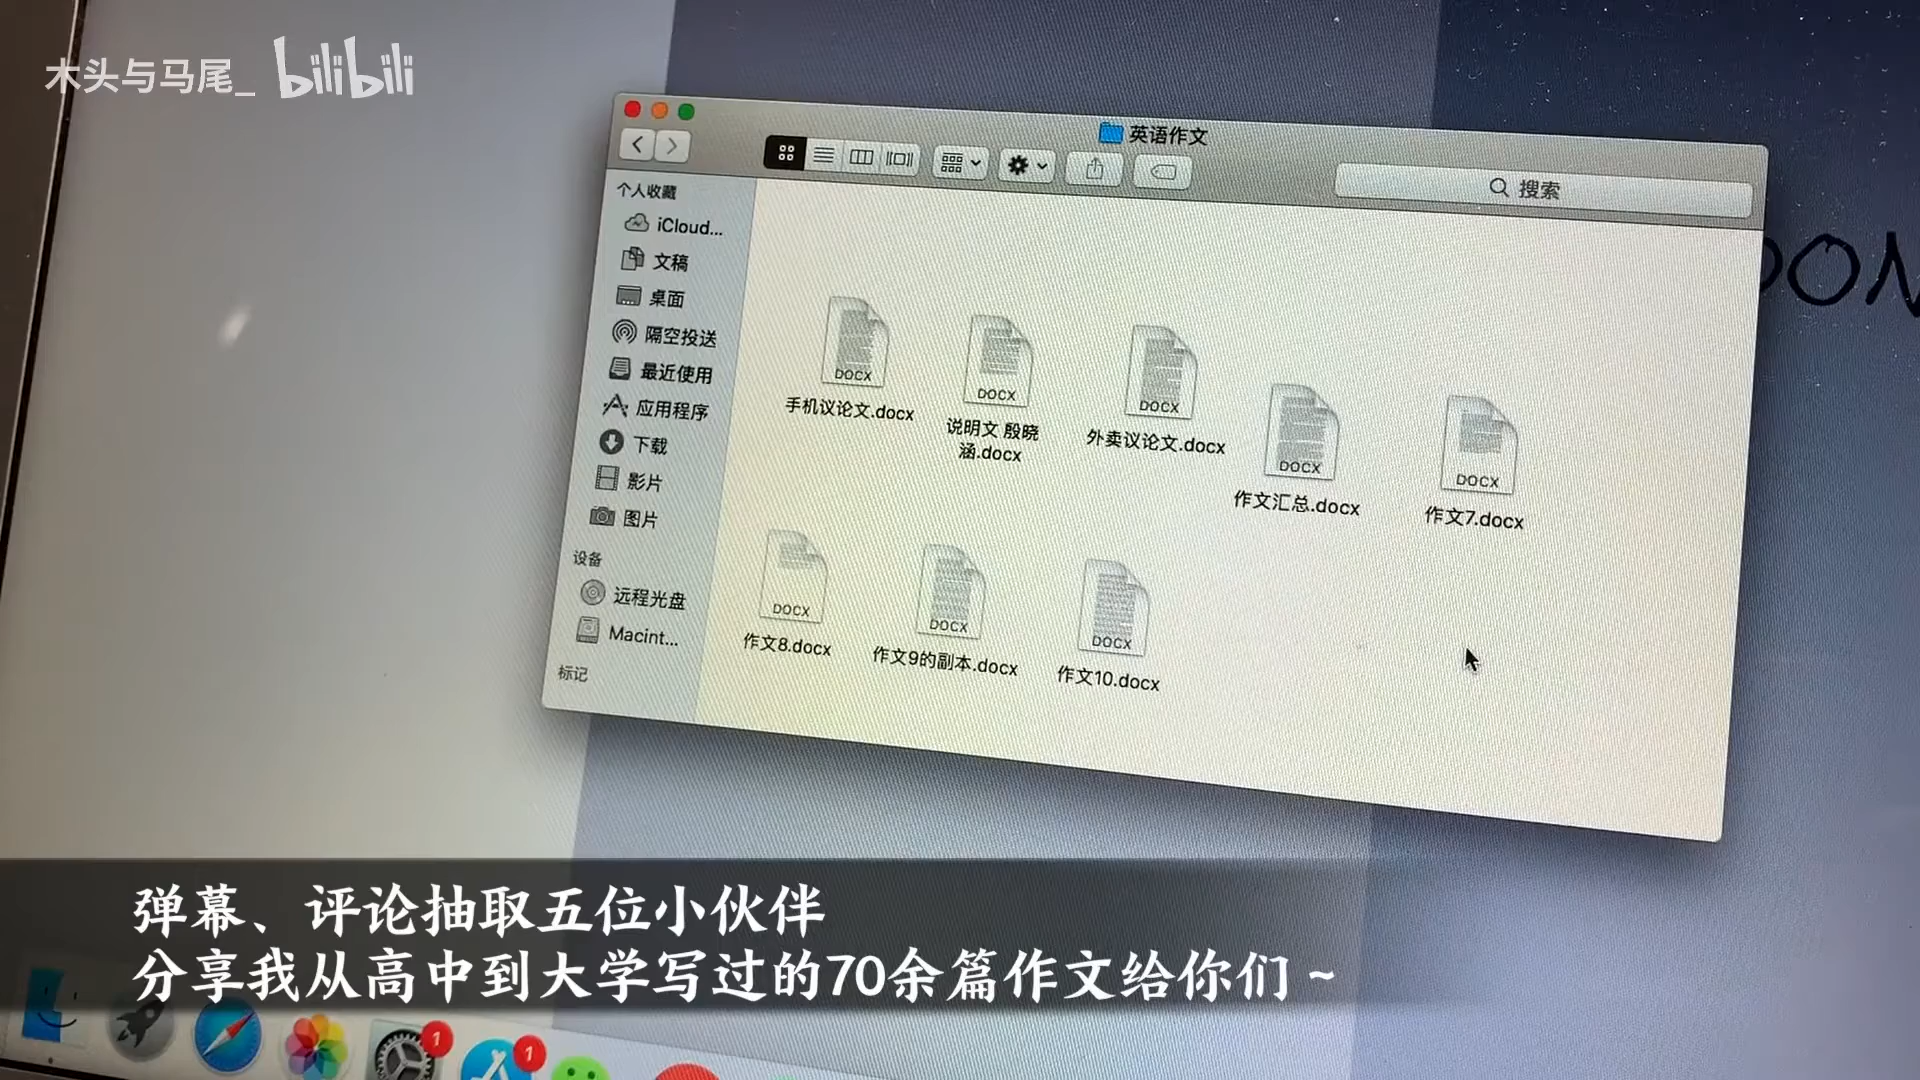 木头与马尾_ bilibili
英语作文
搜索
个人收藏
iCloud...
文稿
桌面
隔空投送
最近使用
应用程序
下载
影片
图片
设备
远程光盘
Macint...
标记
DOCX
手机议论文.docx
DOCX
说明文 殷晓
涵.docx
DOCX
外卖议论文.docx
DOCX
作文汇总.docx
DOCX
作文7.docx
DOCX
作文8.docx
DOCX
作文9的副本.docx
DOCX
作文10.docx
弹幕、评论抽取五位小伙伴
分享我从高中到大学写过的70余篇作文给你们~
1
1